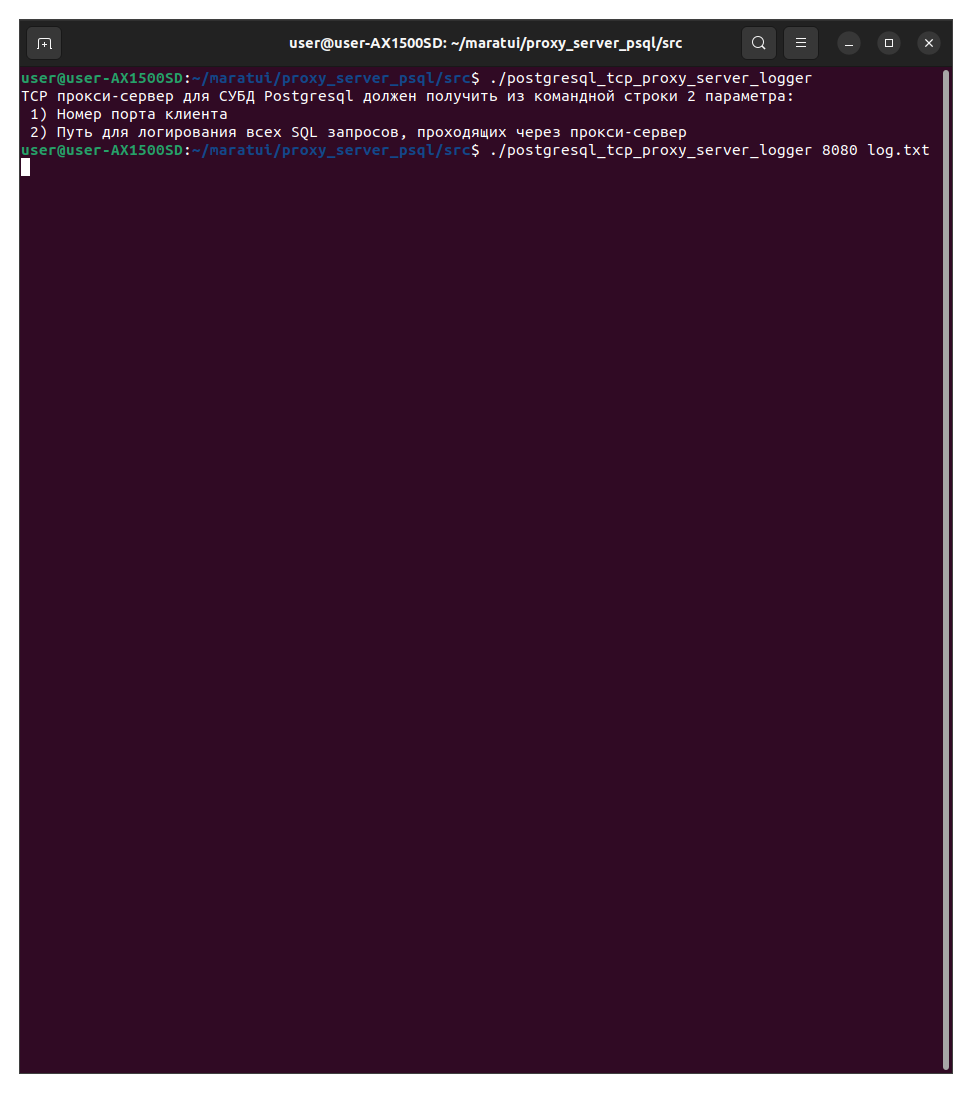 user@user-AX1500SD: ~/maratui/proxy_server_psql/src
user@user-AX1500SD:~/maratui/proxy_server_psql/src$ ./postgresql_tcp_proxy_server_logger
TCP прокси-сервер для СУБД Postgresql должен получить из командной строки 2 параметра:
1) Номер порта клиента
2) Путь для логирования всех SQL запросов, проходящих через прокси-сервер
user@user-AX1500SD:~/maratui/proxy_server_psql/src$ ./postgresql_tcp_proxy_server_logger 8080 log.txt